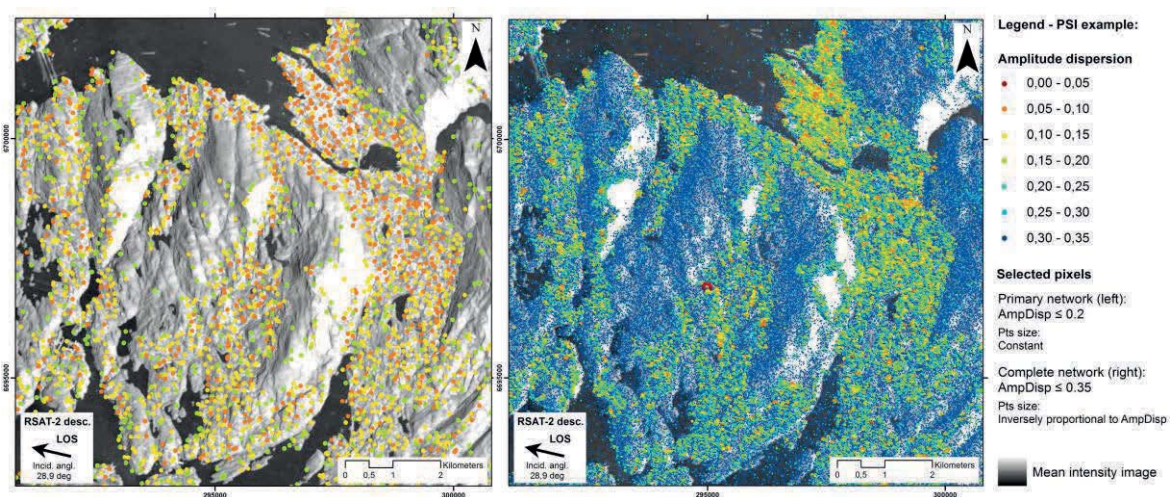 N
6700000
6695000
RSAT-2 desc.
LOS
Incid. angl.
28,9 deg
Kilometers
0 0,5 1 2
295000
300000
N
6700000
6695000
RSAT-2 desc.
LOS
Incid. angl.
28,9 deg
Kilometers
0 0,5 1 2
295000
300000
Legend - PSI example:
Amplitude dispersion
0,00 - 0,05
0,05 - 0,10
0,10 - 0,15
0,15 - 0,20
0,20 - 0,25
0,25 - 0,30
0,30 - 0,35
Selected pixels
Primary network (left):
AmpDisp ≤ 0.2
Pts size:
Constant
Complete network (right):
AmpDisp ≤ 0.35
Pts size:
Inversely proportional to AmpDisp
Mean intensity image